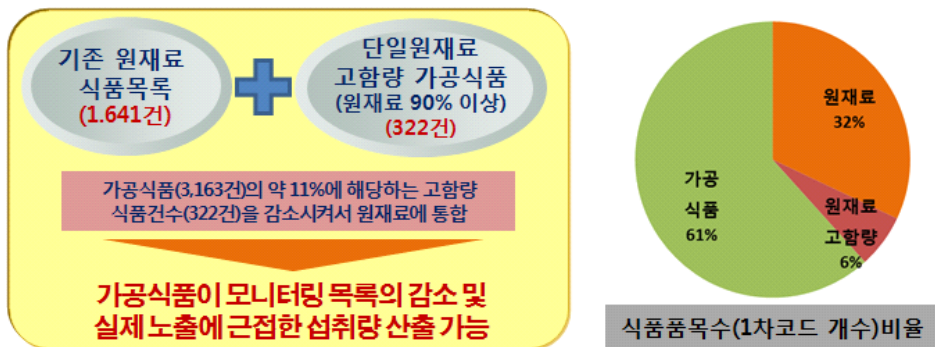 기존 원재료
식품목록
(1.641건)
단일원재료
고함량 가공식품
(원재료 90% 이상)
(322건)
가공식품(3,163건)의 약 11%에 해당하는 고함량
식품건수(322건)을 감소시켜서 원재료에 통합
가공식품이 모니터링 목록의 감소 및
실제 노출에 근접한 섭취량 산출 가능
원재료
32%
가공
식품
61%
원재료
고함량
6%
식품품목수(1차코드 개수)비율